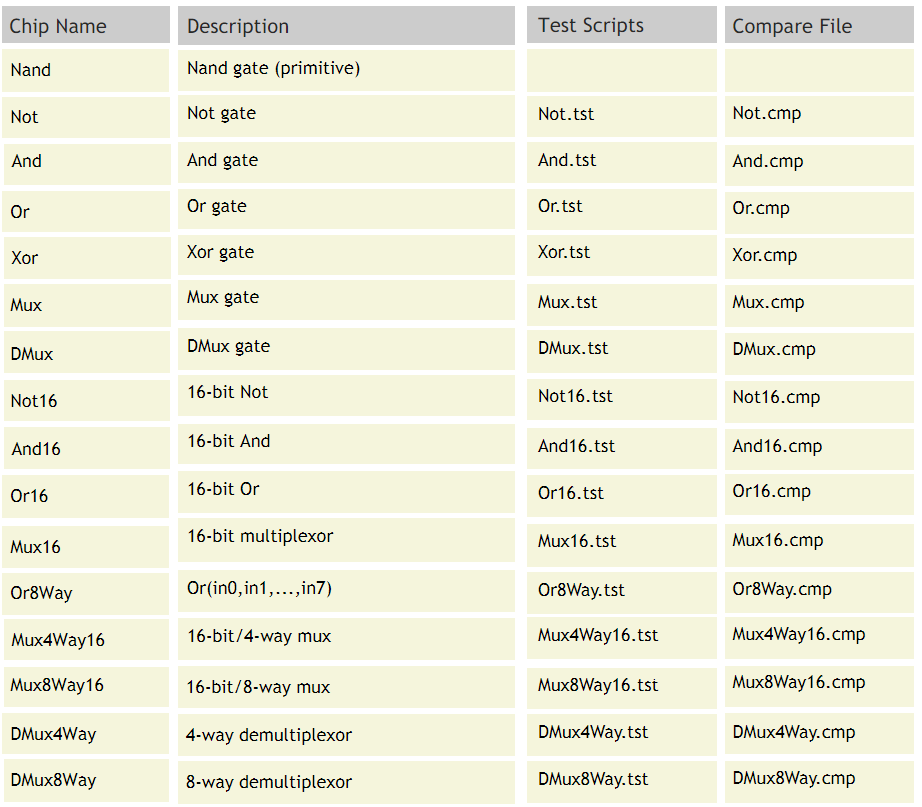 Chip Name Description Test Scripts Compare File
Nand Nand gate (primitive)
Not Not gate Not.tst Not.cmp
And And gate And.tst And.cmp
Or Or gate Or.tst Or.cmp
Xor Xor gate Xor.tst Xor.cmp
Mux Mux gate Mux.tst Mux.cmp
DMux DMux gate DMux.tst DMux.cmp
Not16 16-bit Not Not16.tst Not16.cmp
And16 16-bit And And16.tst And16.cmp
Or16 16-bit Or Or16.tst Or16.cmp
Mux16 16-bit multiplexor Mux16.tst Mux16.cmp
Or8Way Or(in0,in1,...,in7) Or8Way.tst Or8Way.cmp
Mux4Way16 16-bit/4-way mux Mux4Way16.tst Mux4Way16.cmp
Mux8Way16 16-bit/8-way mux Mux8Way16.tst Mux8Way16.cmp
DMux4Way 4-way demultiplexor DMux4Way.tst DMux4Way.cmp
DMux8Way 8-way demultiplexor DMux8Way.tst DMux8Way.cmp